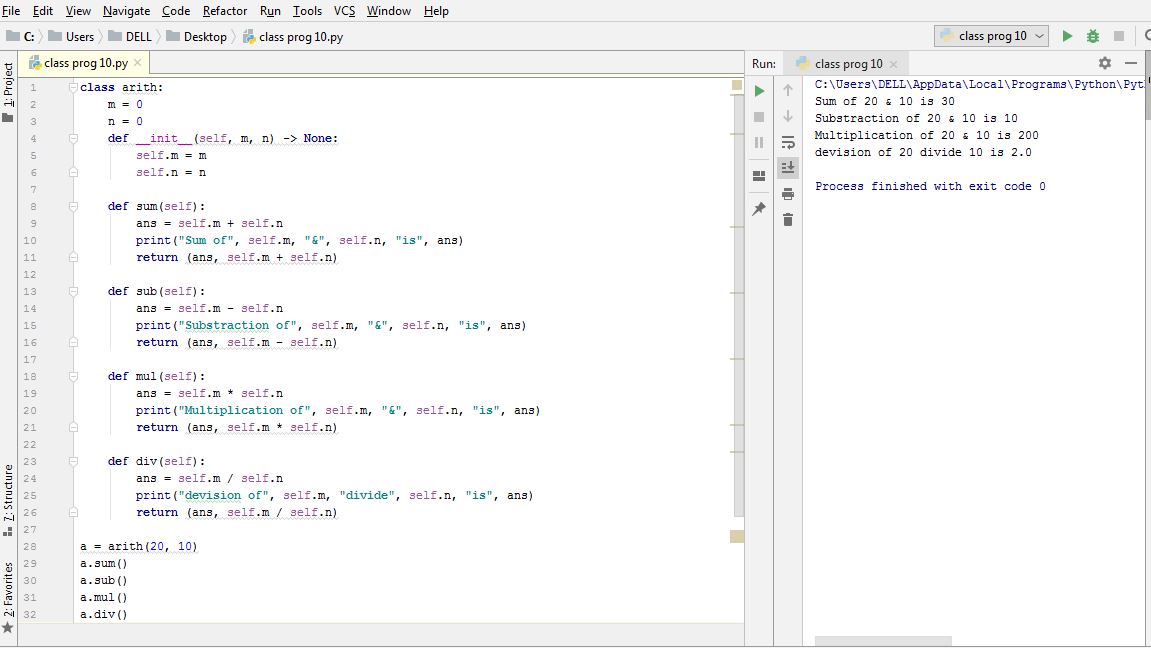 File Edit View Navigate Code Refactor Run Tools VCS Window Help
C: Users DELL Desktop class prog 10.py
class prog 10
class prog 10.py
Run: class prog 10
1: Project
7: Structure
2: Favorites
1 class arith:
2 m = 0
3 n = 0
4 def __init__(self, m, n) -> None:
5 self.m = m
6 self.n = n
7
8 def sum(self):
9 ans = self.m + self.n
10 print("Sum of", self.m, "&", self.n, "is", ans)
11 return (ans, self.m + self.n)
12
13 def sub(self):
14 ans = self.m - self.n
15 print("Substraction of", self.m, "&", self.n, "is", ans)
16 return (ans, self.m - self.n)
17
18 def mul(self):
19 ans = self.m * self.n
20 print("Multiplication of", self.m, "&", self.n, "is", ans)
21 return (ans, self.m * self.n)
22
23 def div(self):
24 ans = self.m / self.n
25 print("devision of", self.m, "divide", self.n, "is", ans)
26 return (ans, self.m / self.n)
27
28 a = arith(20, 10)
29 a.sum()
30 a.sub()
31 a.mul()
32 a.div()
C:\Users\DELL\AppData\Local\Programs\Python\Pyt
Sum of 20 & 10 is 30
Substraction of 20 & 10 is 10
Multiplication of 20 & 10 is 200
devision of 20 divide 10 is 2.0
Process finished with exit code 0